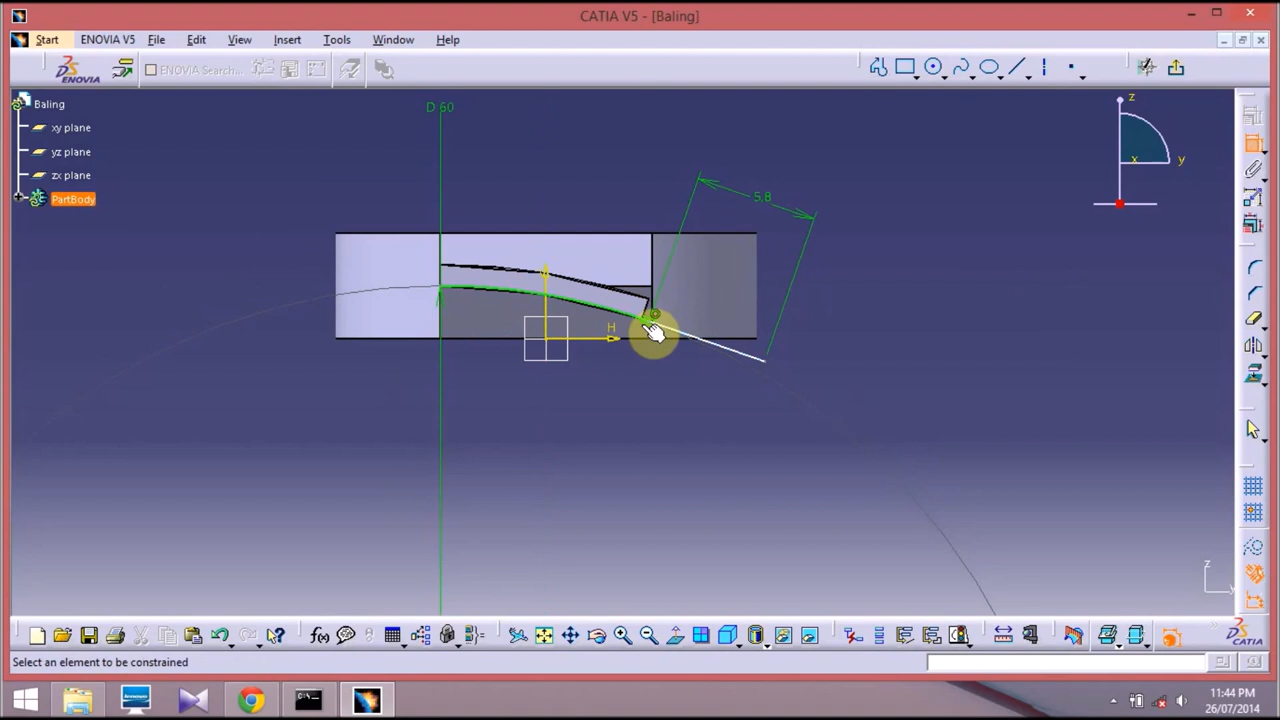 CATIA V5 - [Baling]
Start ENOVIA V5 File Edit View Insert Tools Window Help
ENOVIA ENOVIA Search...
Baling
xy plane
yz plane
zx plane
PartBody
D 60
5,8
H
z
x
y
z
y
f(x)
CATIA
Select an element to be constrained
C:\
11:44 PM
26/07/2014